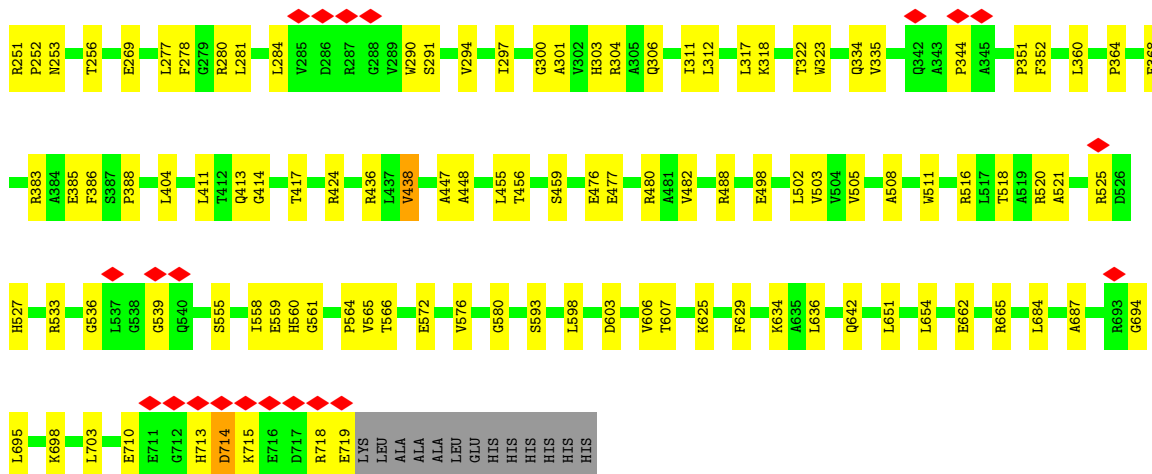 R251 P252 N253 T256 E269 L277 F278 G279 R280 L281 L284 V285 D286 R287 G288 V289 W290 S291 V294 I297 G300 A301 V302 H303 R304 A305 Q306 I311 L312 L317 K318 T322 W323 Q334 V335 Q342 A343 P344 A345 P351 F352 L360 P364
R383 A384 E385 F386 S387 P388 L404 L411 T412 Q413 G414 T417 R424 R436 L437 V438 A447 A448 L455 T456 S459 E476 E477 R480 A481 V482 R488 E498 L502 V503 V504 V505 A508 W511 R516 L517 T518 A519 R520 A521 R525 D526
H527 R533 G536 L537 G538 G539 Q540 S555 I558 E559 H560 G561 P564 V565 T566 E572 V576 G580 S593 L598 D603 V606 T607 K625 F629 K634 A635 L636 Q642 L651 L654 E662 R665 L684 A687 R693 G694
L695 K698 L703 E710 E711 G712 H713 D714 K715 E716 D717 R718 E719 LYS LEU ALA ALA ALA LEU GLU HIS HIS HIS HIS HIS HIS